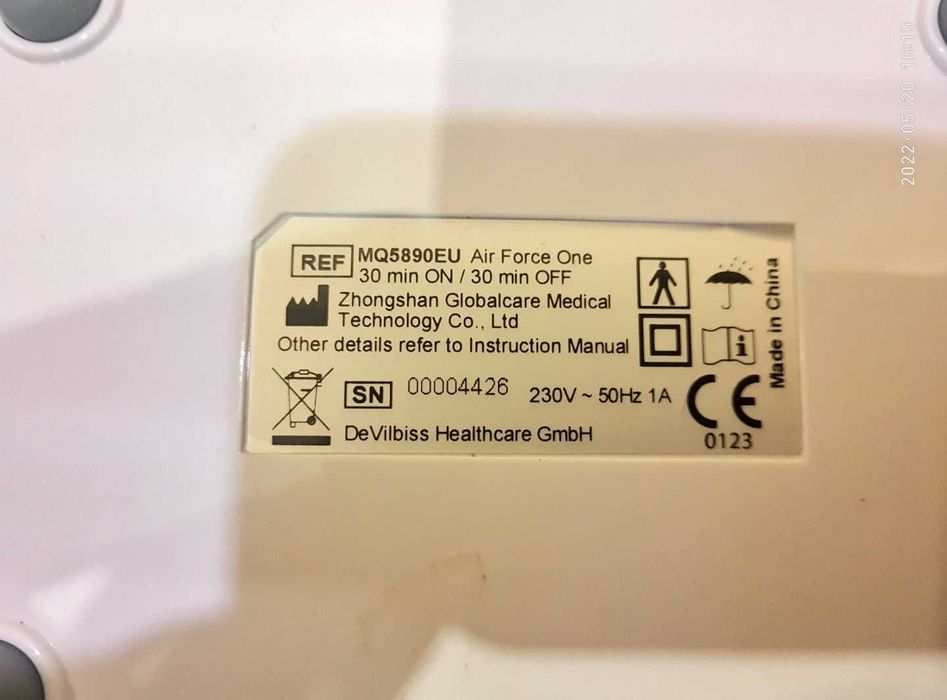 REF MQ5890EU Air Force One
30 min ON / 30 min OFF
Zhongshan Globalcare Medical
Technology Co., Ltd
Other details refer to Instruction Manual
SN 00004426 230V ~ 50Hz 1A
DeVilbiss Healthcare GmbH
i
CE
0123
Made in China
2022·05·20 16:19